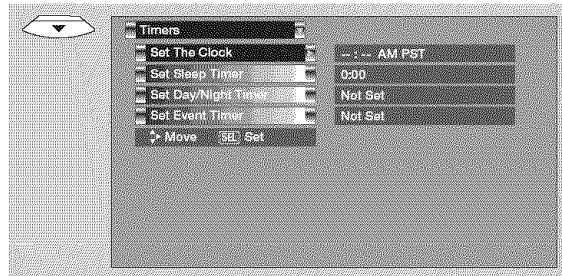 Timers
Set The Clock -- : -- AM PST
Set Sleep Timer 0:00
Set Day/Night Timer Not Set
Set Event Timer Not Set
Move SEL Set